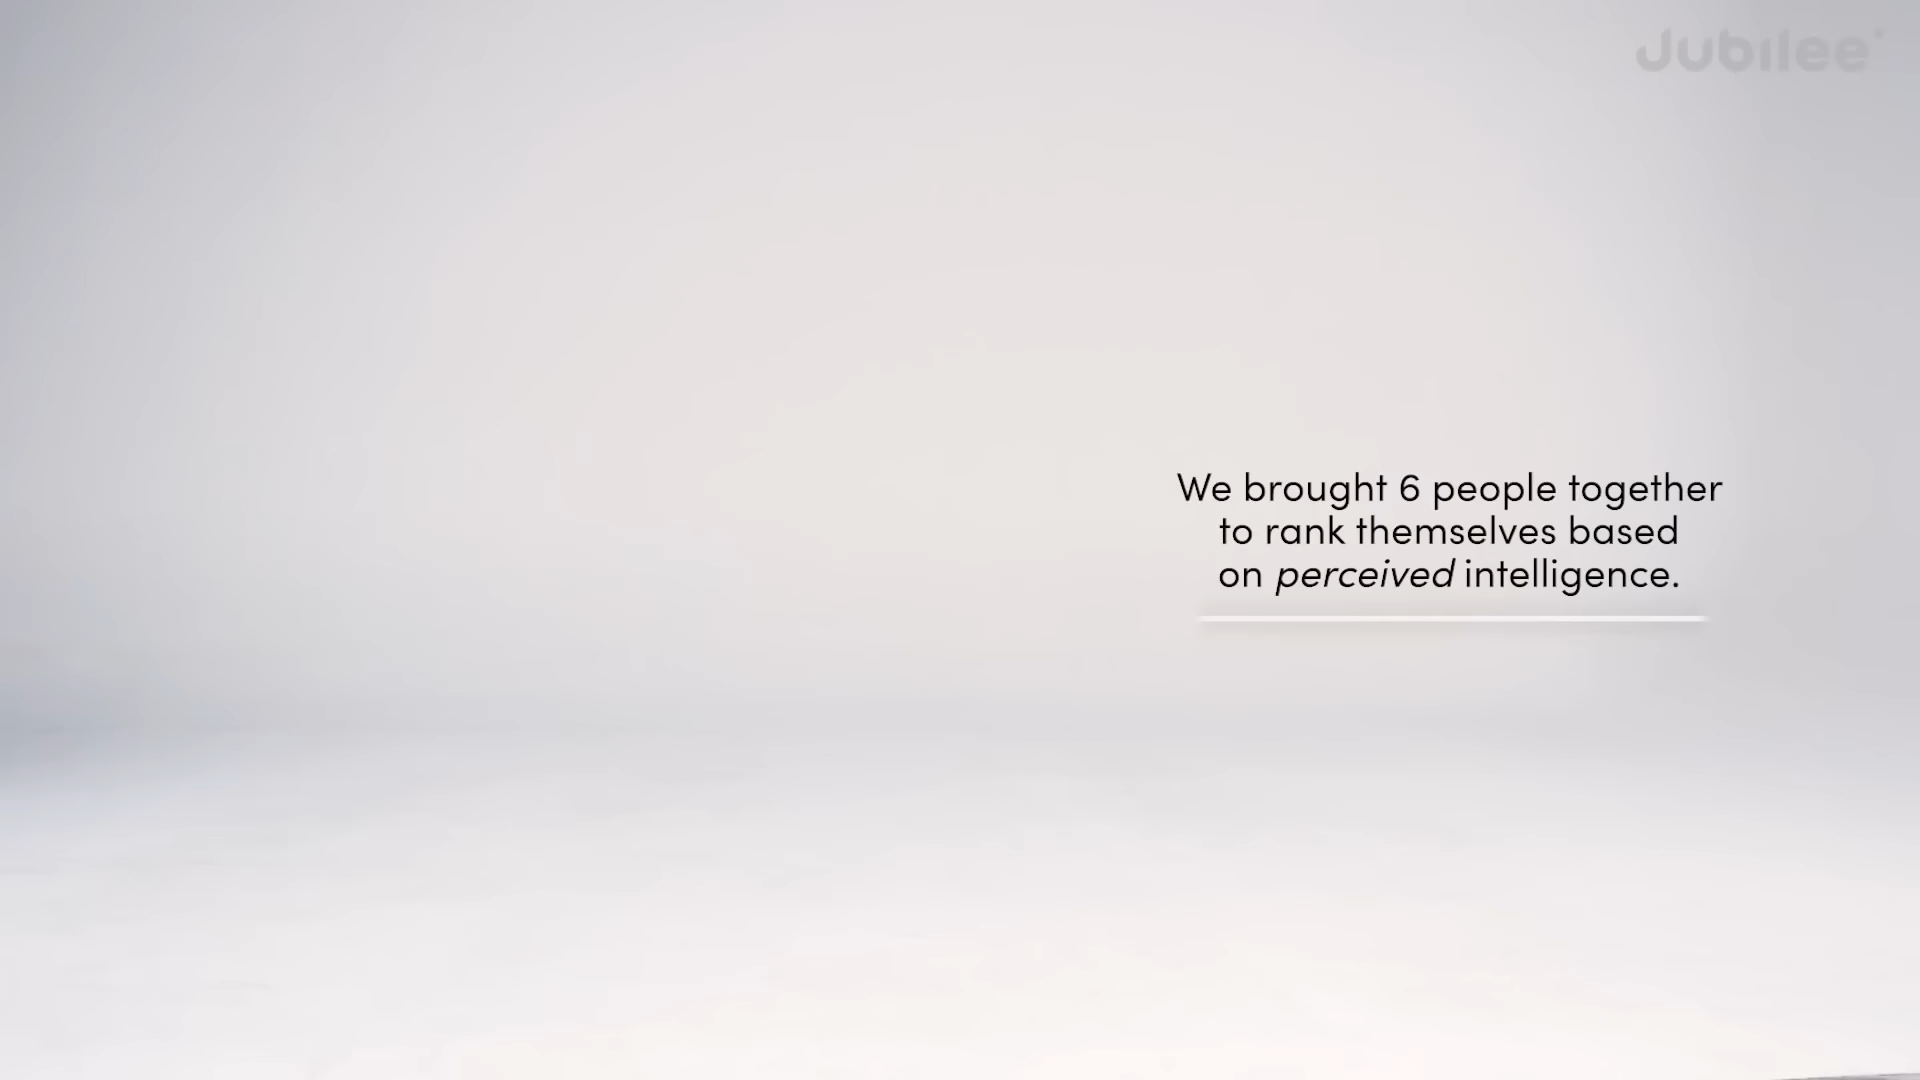 Jubilee
We brought 6 people together
to rank themselves based
on perceived intelligence.